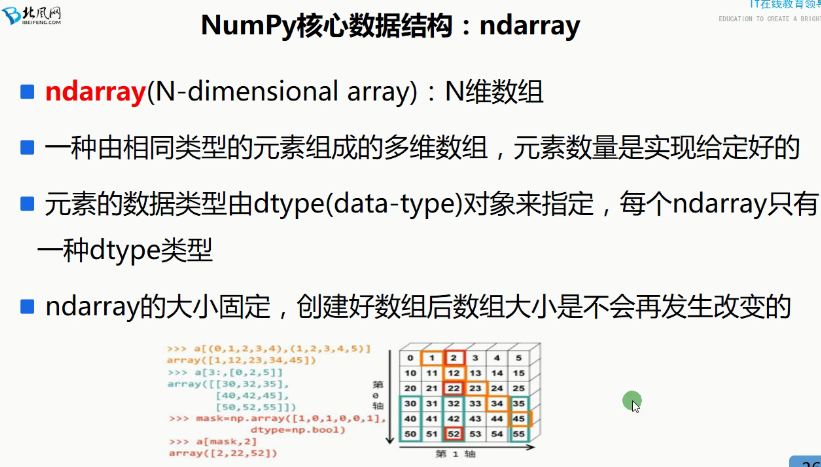 北风网
IBEIFENG.COM
IT在线教育领导
EDUCATION TO CREATE A BRIGHT
NumPy核心数据结构：ndarray
ndarray(N-dimensional array)：N维数组
一种由相同类型的元素组成的多维数组，元素数量是实现给定好的
元素的数据类型由dtype(data-type)对象来指定，每个ndarray只有
一种dtype类型
ndarray的大小固定，创建好数组后数组大小是不会再发生改变的
>>> a[(0,1,2,3,4),(1,2,3,4,5)]
array([1,12,23,34,45])
>>> a[3:,[0,2,5]]
array([[30,32,35],
[40,42,45],
[50,52,55]])
>>> mask=np.array([1,0,1,0,0,1],
dtype=np.bool)
>>> a[mask,2]
array([2,22,52])
第0轴
0 1 2 3 4 5
10 11 12 13 14 15
20 21 22 23 24 25
30 31 32 33 34 35
40 41 42 43 44 45
50 51 52 53 54 55
第 1 轴
26